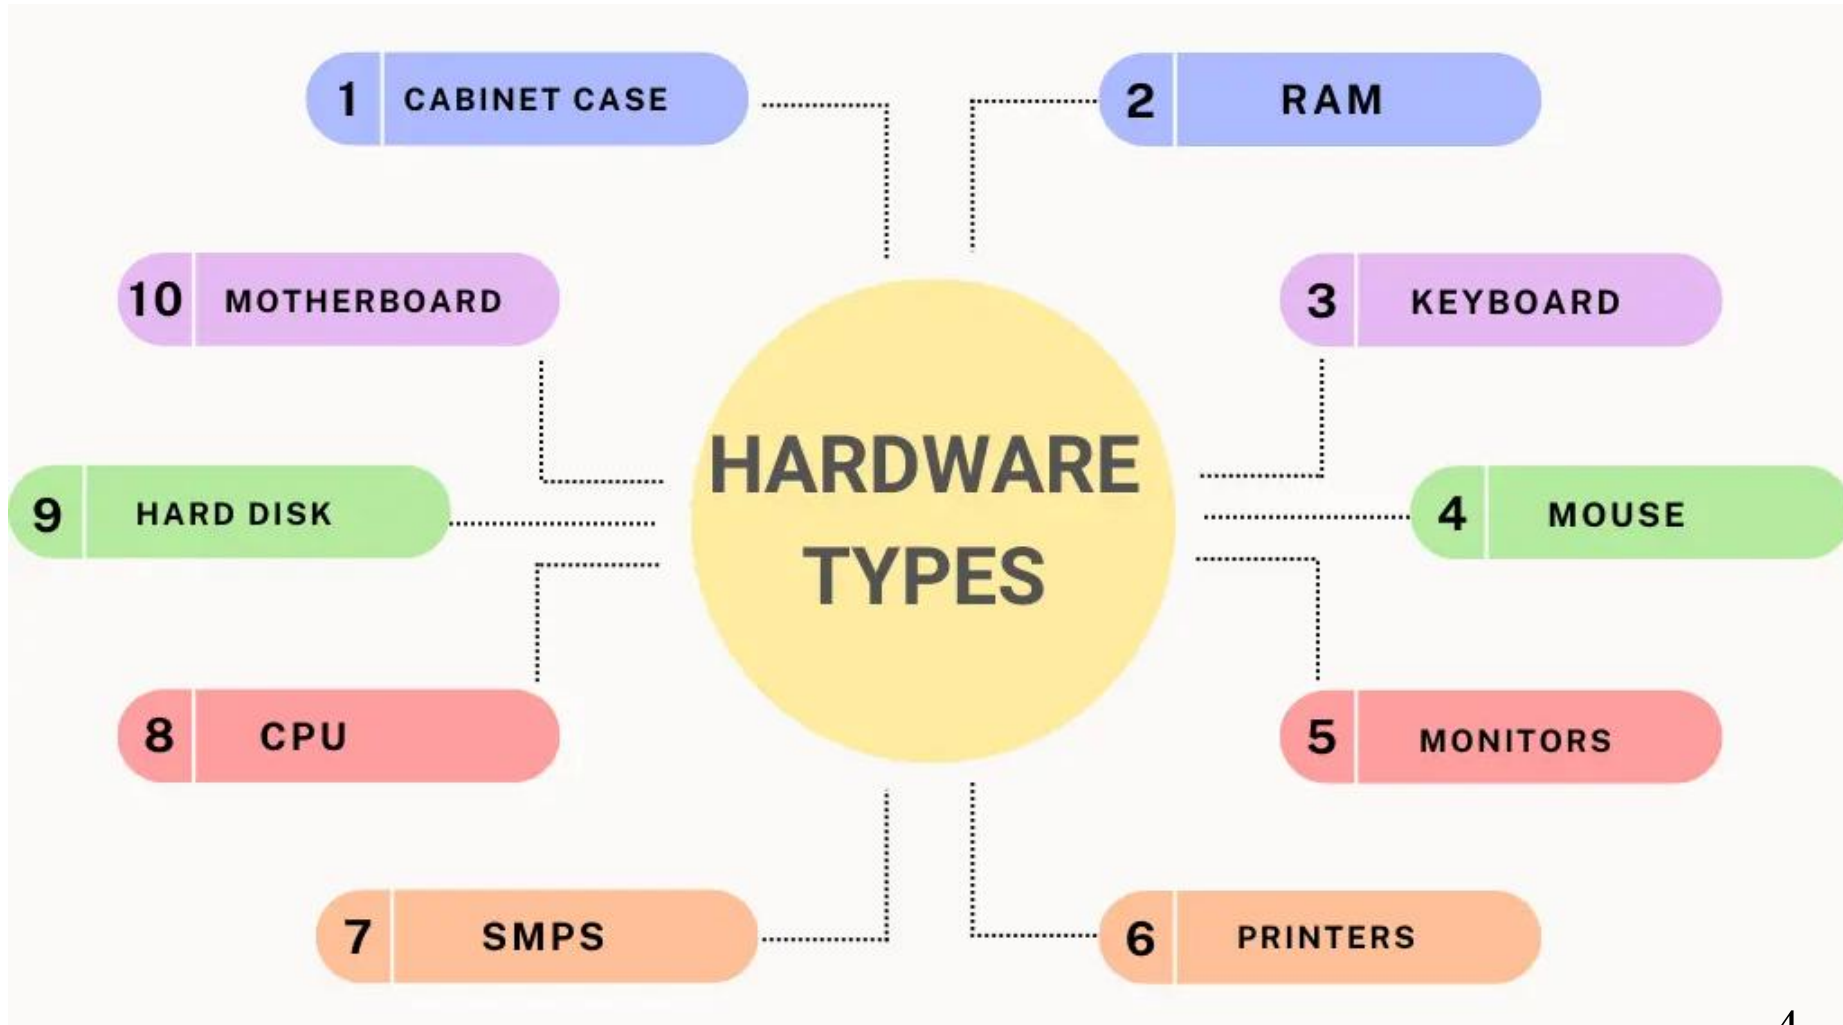 1 CABINET CASE
2 RAM
10 MOTHERBOARD
3 KEYBOARD
HARDWARE
TYPES
9 HARD DISK
4 MOUSE
8 CPU
5 MONITORS
7 SMPS
6 PRINTERS
4